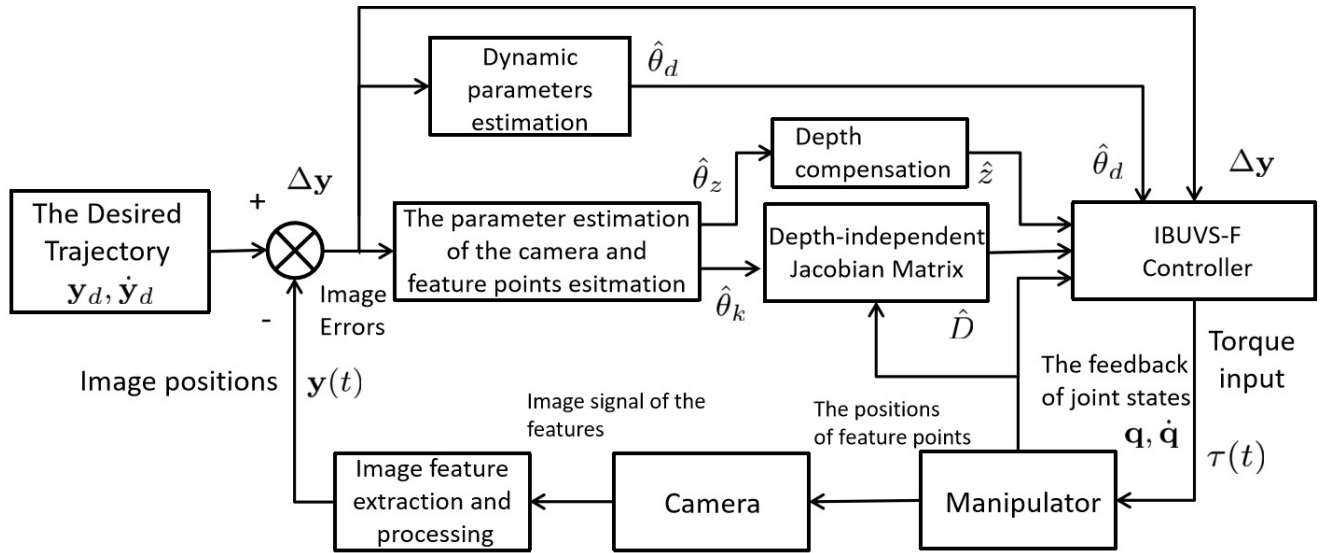 Dynamic
parameters
estimation
θ̂_d
Depth
compensation
θ̂_z
ẑ
θ̂_d
Δy
The Desired
Trajectory
y_d, ẏ_d
+
Δy
-
Image
Errors
The parameter estimation
of the camera and
feature points esitmation
θ̂_k
Depth-independent
Jacobian Matrix
D̂
IBUVS-F
Controller
Torque
input
τ(t)
The feedback
of joint states
q, q̇
Image positions
y(t)
Image signal of the
features
The positions
of feature points
Image feature
extraction and
processing
Camera
Manipulator